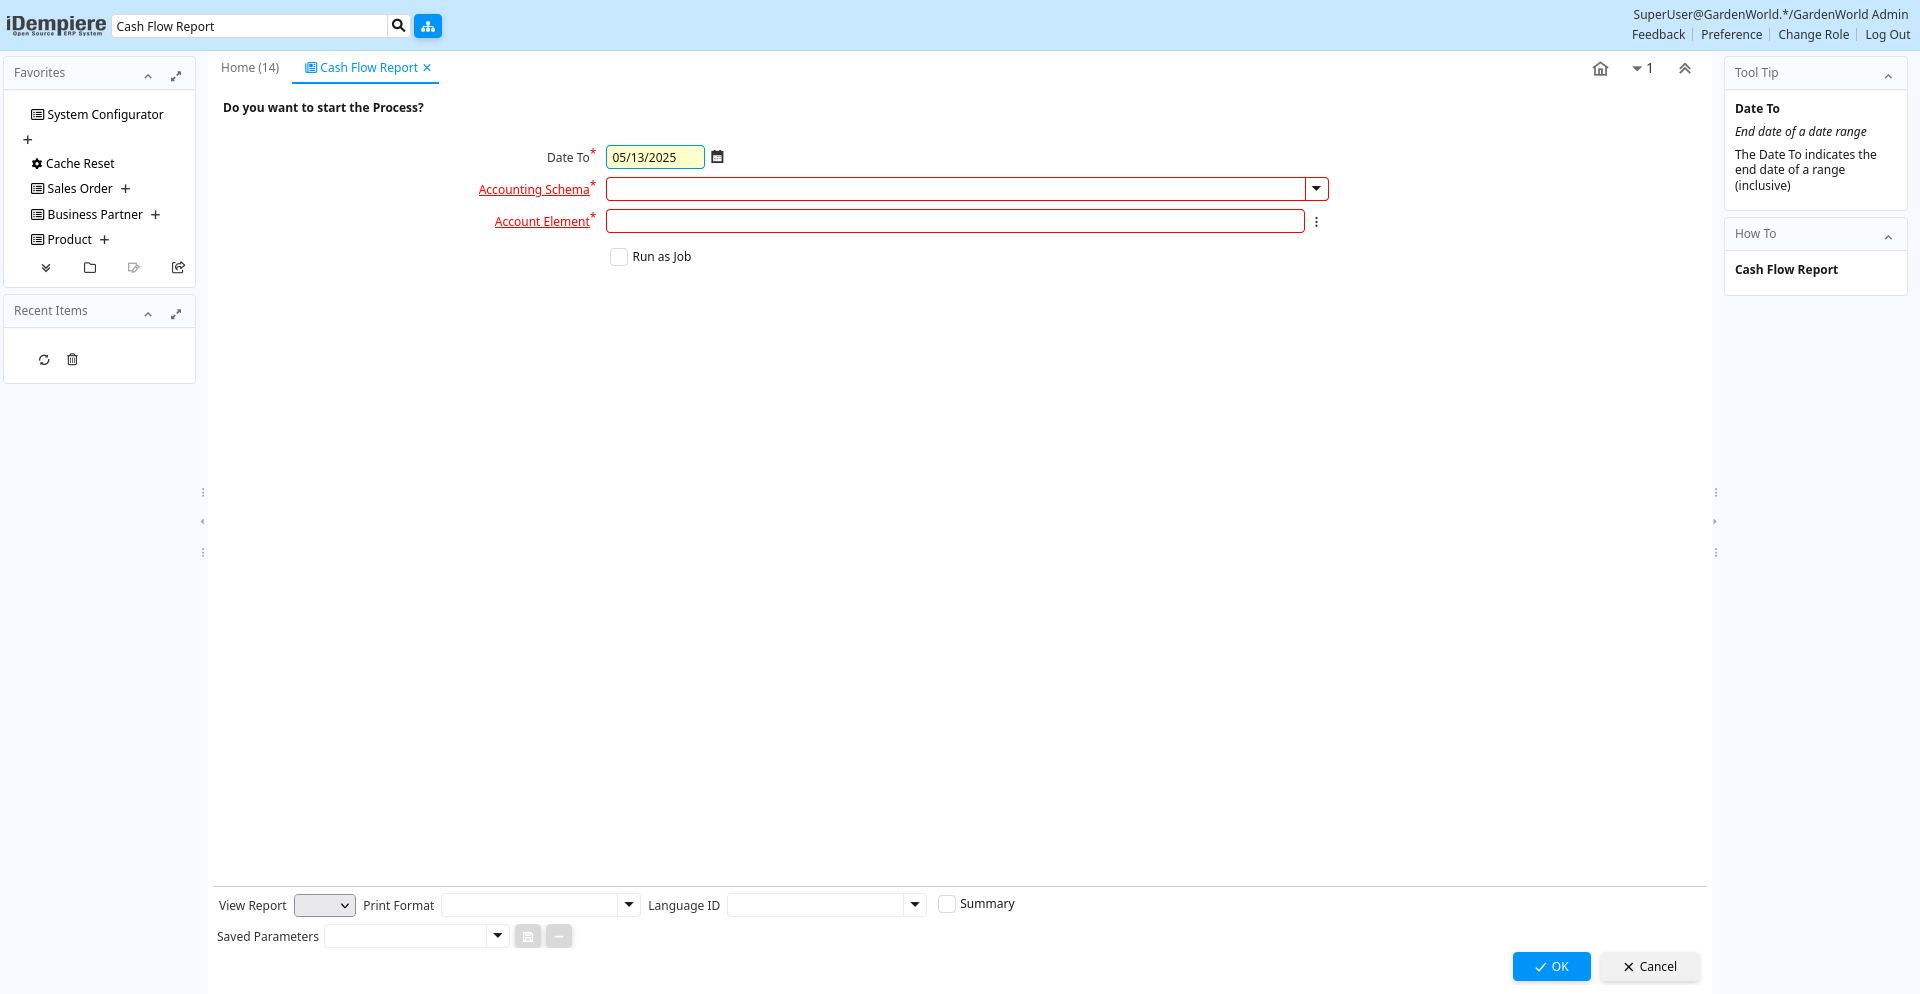 iDempiere
Open Source ERP System
Cash Flow Report
SuperUser@GardenWorld.*/GardenWorld Admin
Feedback
Preference
Change Role
Log Out
Favorites
System Configurator
Cache Reset
Sales Order
Business Partner
Product
Recent Items
Home (14)
Cash Flow Report
1
Do you want to start the Process?
Date To*
05/13/2025
Accounting Schema*
Account Element*
Run as Job
View Report
Print Format
Language ID
Summary
Saved Parameters
OK
Cancel
Tool Tip
Date To
End date of a date range
The Date To indicates the
end date of a range
(inclusive)
How To
Cash Flow Report